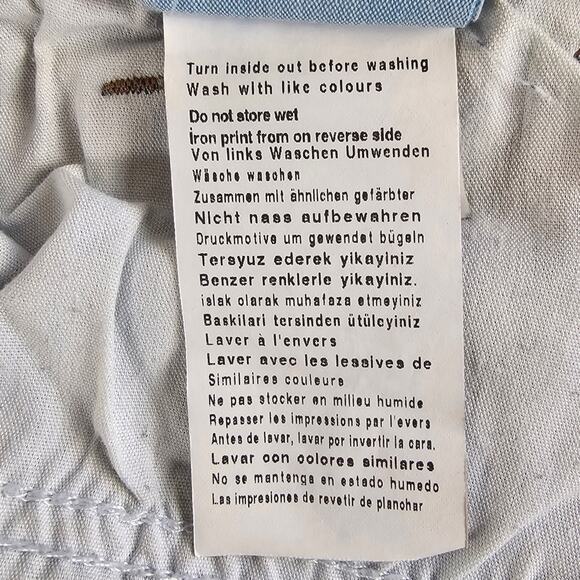 Turn inside out before washing
Wash with like colours
Do not store wet
İron print from on reverse side
Von links Waschen Umwenden
Wäsche waschen
Zusammen mit ähnlichen gefärbter
Nicht nass aufbewahren
Druckmotive um gewendet bügeln
Tersyuz ederek yikayiniz
Benzer renklerle yikayiniz.
islak olarak muhafaza etmeyiniz
Baskilari tersinden ütülcyiniz
Laver à l'envers
Laver avec les lessives de
Similaires couleurs
Ne pas stocker en milieu humide
Repasser les impressions par l'evers
Antes de lavar, lavar por invertir la cara.
Lavar con colores similares
No se mantenga en estado humedo
Las impresiones de revetir de planohar